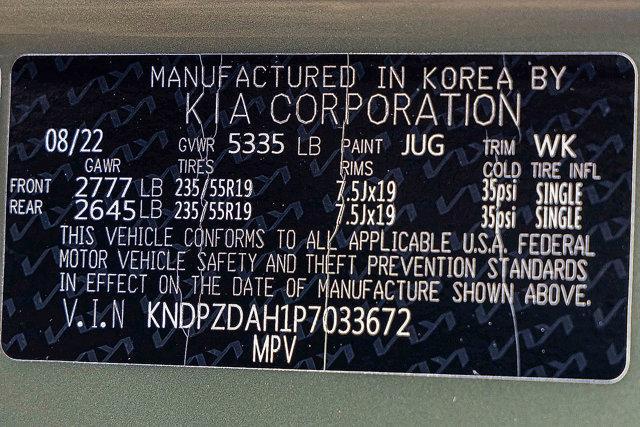 MANUFACTURED IN KOREA BY
KIA CORPORATION
08/22 GVWR 5335 LB PAINT JUG TRIM WK
GAWR TIRES RIMS COLD TIRE INFL
FRONT 2777 LB 235/55R19 7.5Jx19 35psi SINGLE
REAR 2645 LB 235/55R19 7.5Jx19 35psi SINGLE
THIS VEHICLE CONFORMS TO ALL APPLICABLE U.S.A. FEDERAL
MOTOR VEHICLE SAFETY AND THEFT PREVENTION STANDARDS
IN EFFECT ON THE DATE OF MANUFACTURE SHOWN ABOVE.
V.I.N KNDPZDAH1P7033672
MPV